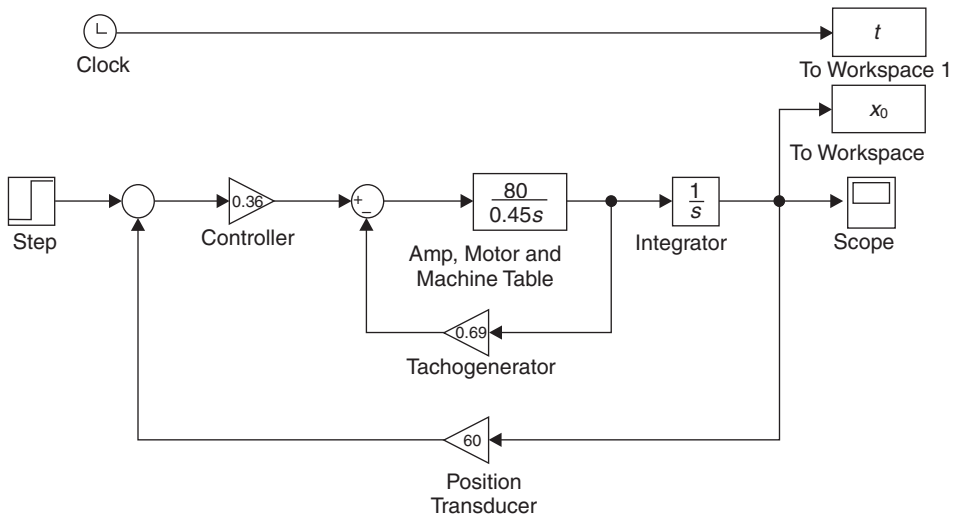 t
Clock
To Workspace 1
x₀
To Workspace
0.36
+
−
80
0.45s
1
s
Step
Controller
Amp, Motor and
Machine Table
Integrator
Scope
0.69
Tachogenerator
60
Position
Transducer